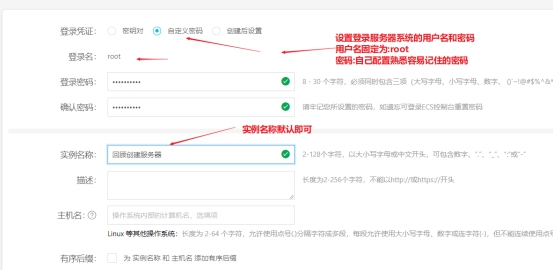 登录凭证： 密钥对 自定义密码 创建后设置
设置登录服务器系统的用户名和密码
登录名： root
用户名固定为:root
密码:自己配置熟悉容易记住的密码
登录密码： •••••••••• 8 - 30 个字符，必须同时包含三项（大写字母、小写字母、数字、 ()`~!@#$%^&*
确认密码： •••••••••• 请牢记您所设置的密码，如遗忘可登录ECS控制台重置密码
实例名称默认即可
实例名称： 回顾创建服务器 2-128个字符，以大小写字母或中文开头，可包含数字、"."、"_"、":"或"-"
描述： 长度为2-256个字符，不能以http://或https://开头
主机名： 操作系统内部的计算机名，选填项
Linux 等其他操作系统：长度为 2-64 个字符，允许使用点号(.)分隔字符成多段，每段允许使用大小写字母、数字或连字符(-)，但不能连续使用点号
有序后缀： 为 实例名称 和 主机名 添加有序后缀